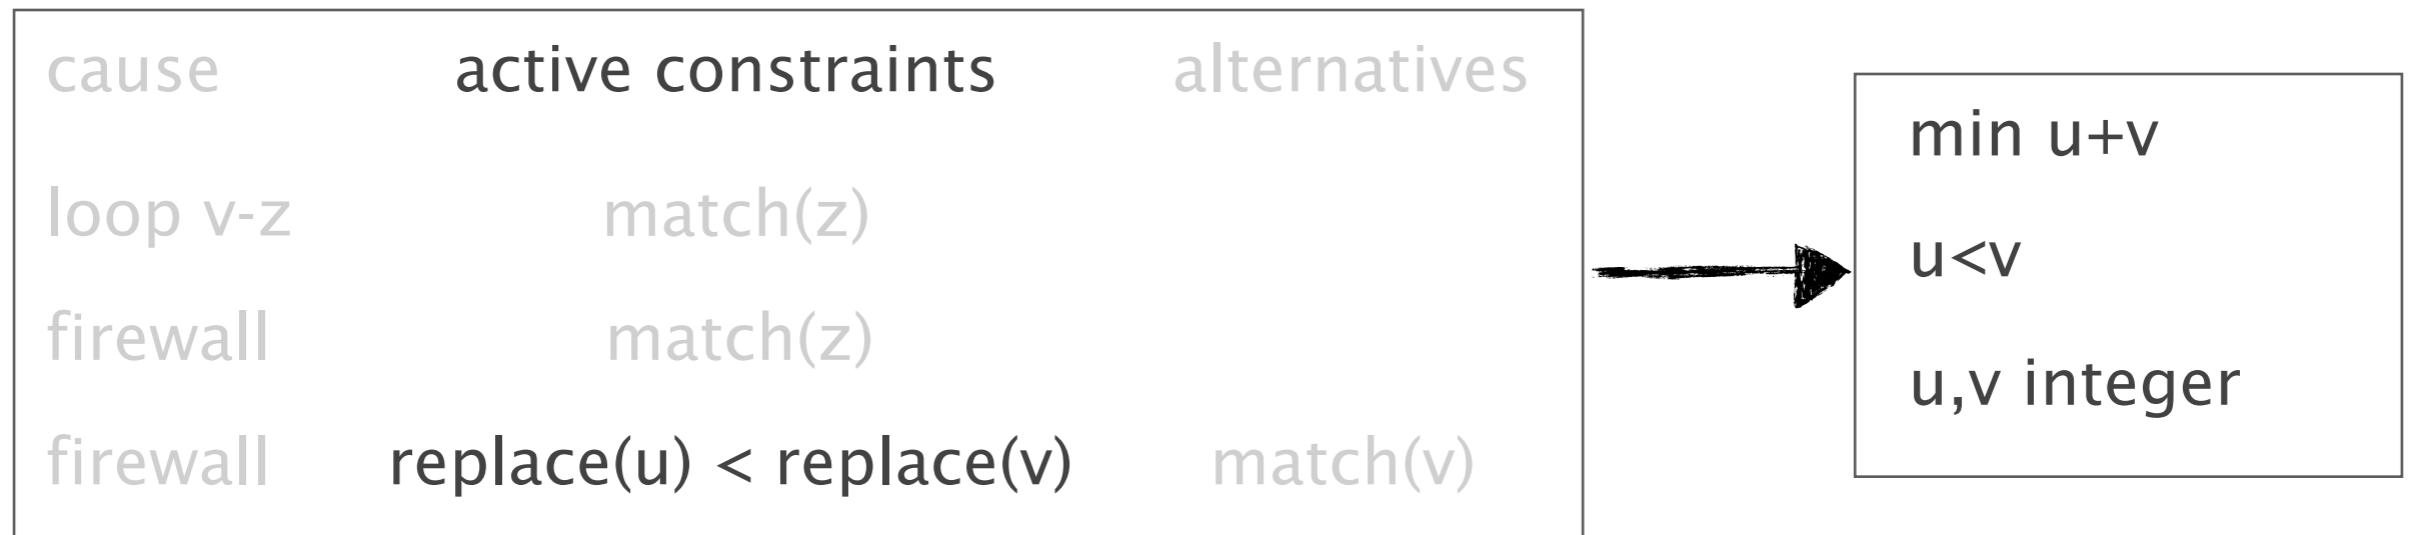 cause active constraints alternatives
loop v-z match(z)
firewall match(z)
firewall replace(u) < replace(v) match(v)
min u+v
u<v
u,v integer